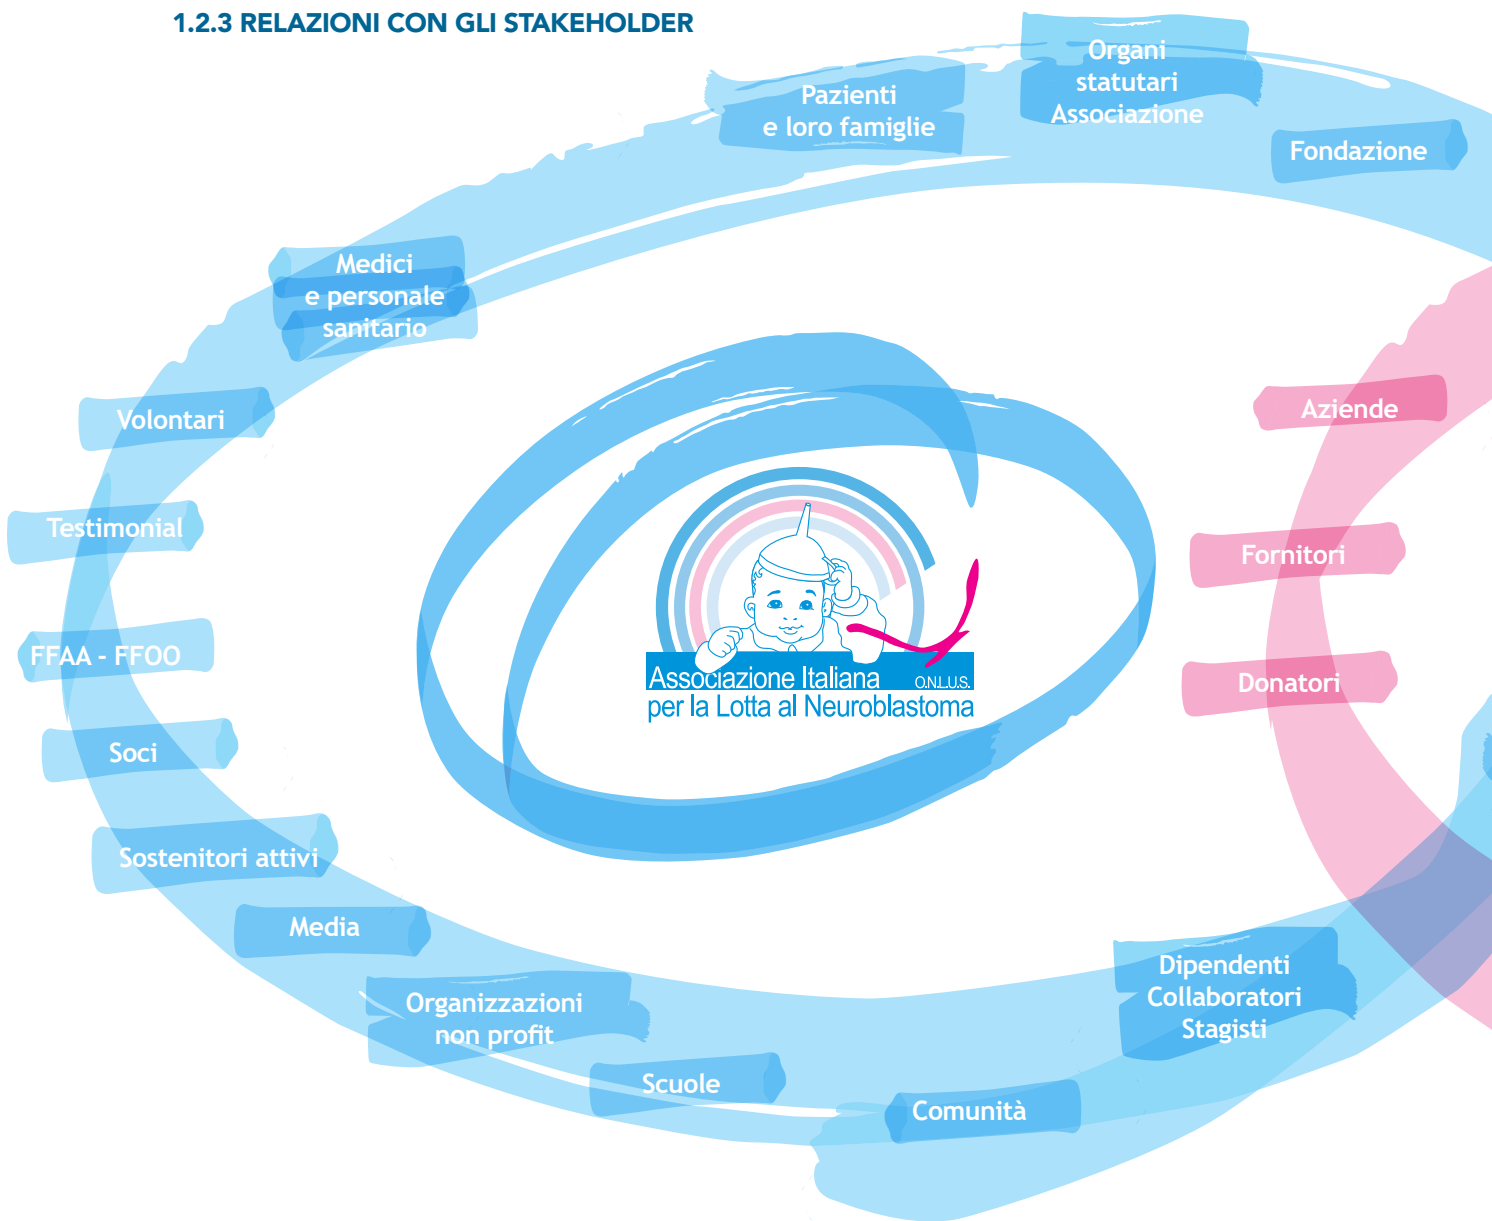 1.2.3 RELAZIONI CON GLI STAKEHOLDER
Organi
statutari
Associazione
Pazienti
e loro famiglie
Fondazione
Medici
e personale
sanitario
Volontari
Aziende
Testimonial
Fornitori
FFAA - FFOO
Donatori
Associazione Italiana O.N.L.U.S.
per la Lotta al Neuroblastoma
Soci
Sostenitori attivi
Media
Organizzazioni
non profit
Dipendenti
Collaboratori
Stagisti
Scuole
Comunità